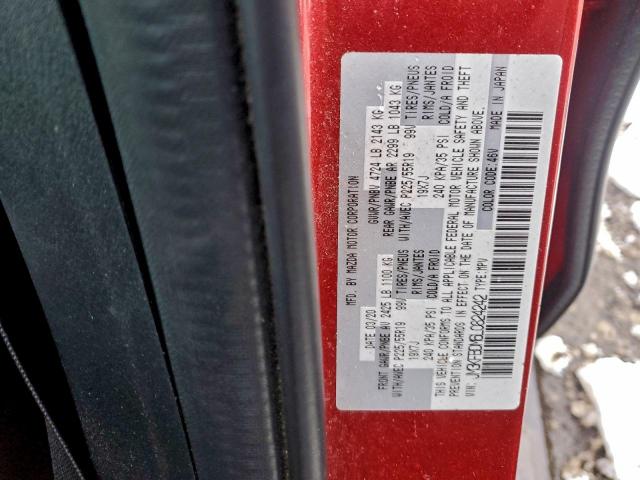 MFD. BY MAZDA MOTOR CORPORATION
DATE 03/20 GVWR/PNBV 4724 LB 2143 KG
FRONT GAWR/PNBE AV 2425 LB 1100 KG REAR GAWR/PNBE AR 2299 LB 1043 KG
WITH/AVEC P225/55R19 99V TIRES/PNEUS WITH/AVEC P225/55R19 99V TIRES/PNEUS
19X7J RIMS/JANTES 19X7J RIMS/JANTES
240 KPA/35 PSI COLD/A FROID 240 KPA/35 PSI COLD/A FROID
THIS VEHICLE CONFORMS TO ALL APPLICABLE FEDERAL MOTOR VEHICLE SAFETY AND THEFT
PREVENTION STANDARDS IN EFFECT ON THE DATE OF MANUFACTURE SHOWN ABOVE.
COLOR CODE:46V MADE IN JAPAN
VIN: JM3KFBDM6L0824242 TYPE:MPV